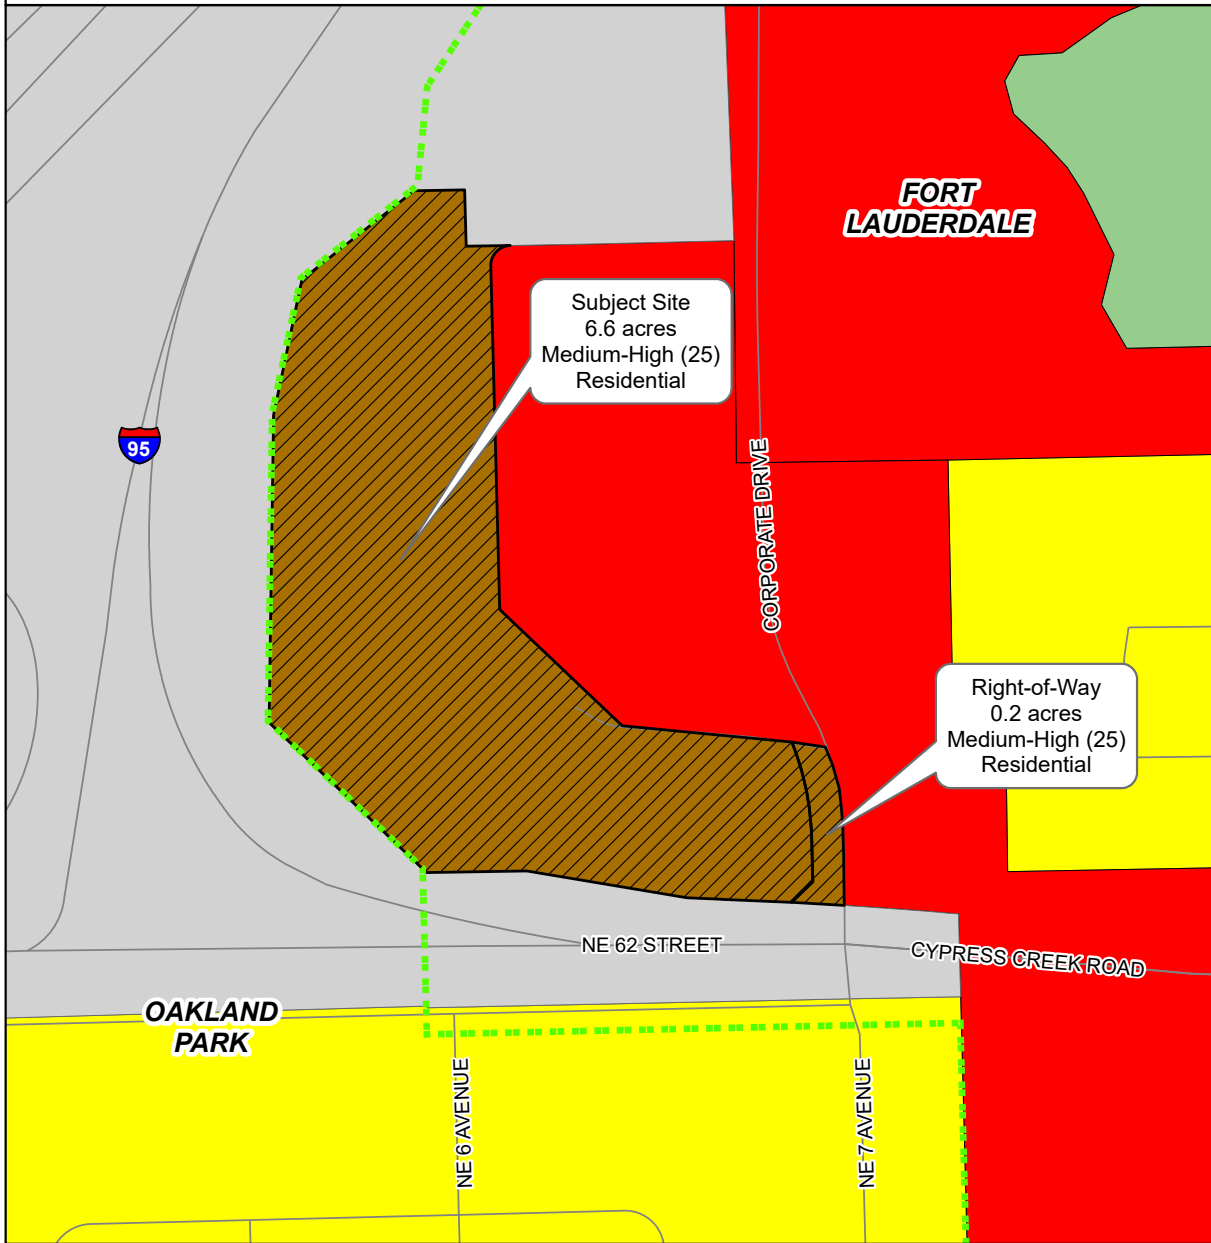 FORT
LAUDERDALE
Subject Site
6.6 acres
Medium-High (25)
Residential
95
CORPORATE DRIVE
Right-of-Way
0.2 acres
Medium-High (25)
Residential
NE 62 STREET
CYPRESS CREEK ROAD
OAKLAND
PARK
NE 6 AVENUE
NE 7 AVENUE